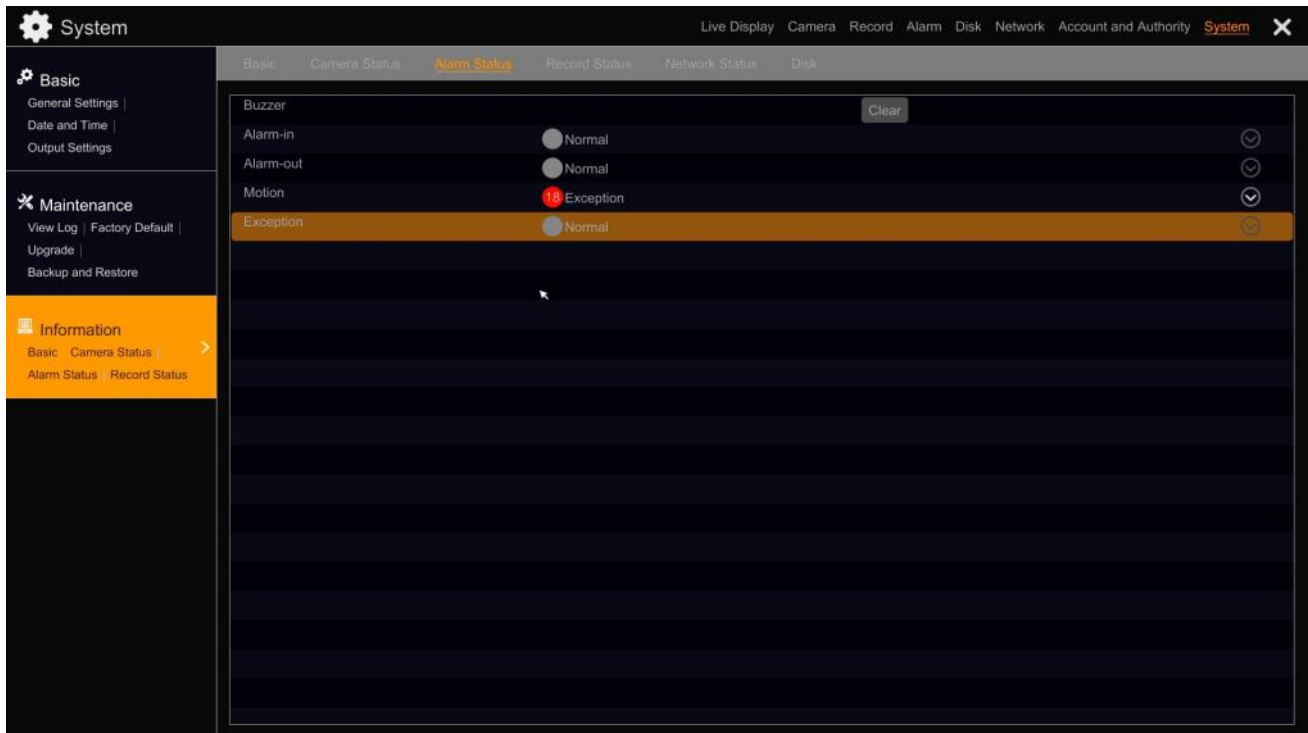 System
Live Display Camera Record Alarm Disk Network Account and Authority System
Basic
General Settings |
Date and Time |
Output Settings
Maintenance
View Log | Factory Default |
Upgrade |
Backup and Restore
Information
Basic Camera Status |
Alarm Status | Record Status
Basic Camera Status Alarm Status Record Status Network Status Disk
Buzzer Clear
Alarm-in Normal
Alarm-out Normal
Motion 18 Exception
Exception Normal